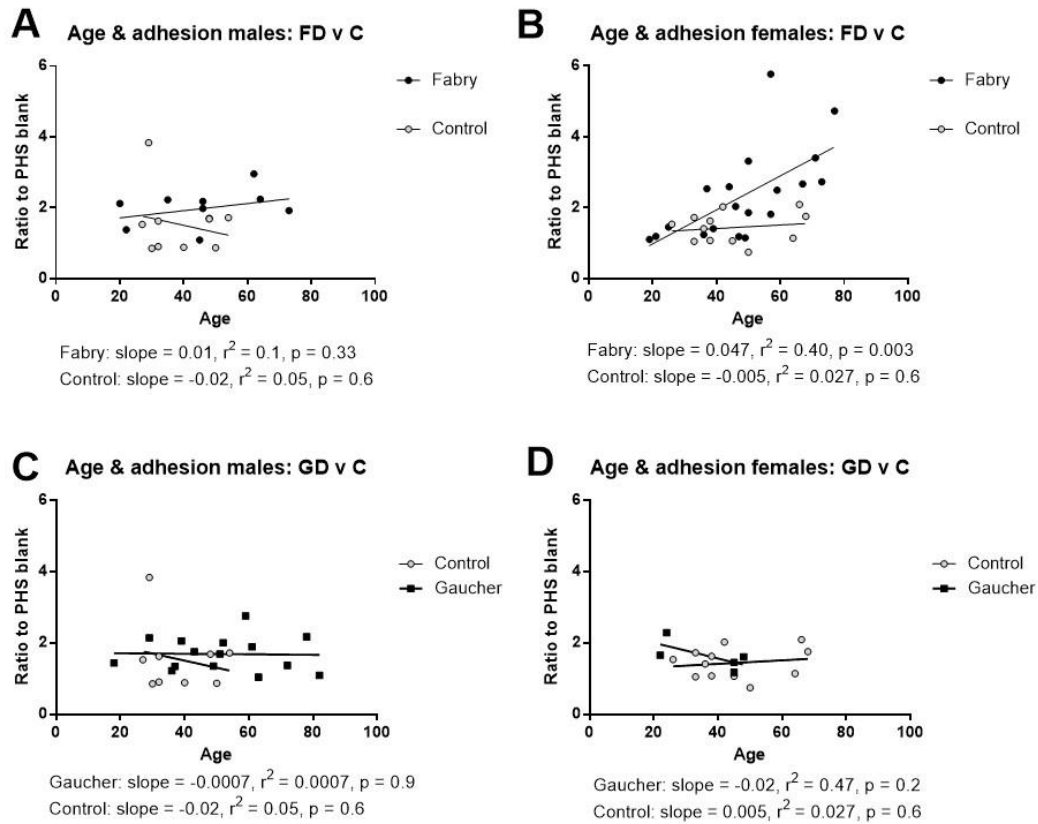 A Age & adhesion males: FD v C
6
4
2
0
Ratio to PHS blank
0 20 40 60 80 100
Age
Fabry
Control
Fabry: slope = 0.01, r² = 0.1, p = 0.33
Control: slope = -0.02, r² = 0.05, p = 0.6
B Age & adhesion females: FD v C
6
4
2
0
Ratio to PHS blank
0 20 40 60 80 100
Age
Fabry
Control
Fabry: slope = 0.047, r² = 0.40, p = 0.003
Control: slope = -0.005, r² = 0.027, p = 0.6
C Age & adhesion males: GD v C
6
4
2
0
Ratio to PHS blank
0 20 40 60 80 100
Age
Control
Gaucher
Gaucher: slope = -0.0007, r² = 0.0007, p = 0.9
Control: slope = -0.02, r² = 0.05, p = 0.6
D Age & adhesion females: GD v C
6
4
2
0
Ratio to PHS blank
0 20 40 60 80 100
Age
Control
Gaucher
Gaucher: slope = -0.02, r² = 0.47, p = 0.2
Control: slope = 0.005, r² = 0.027, p = 0.6